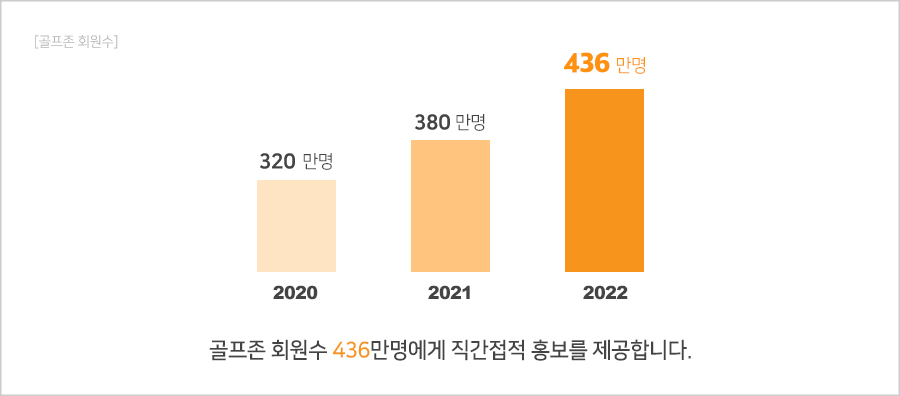 [골프존 회원수]
436 만명
380 만명
320 만명
2020 2021 2022
골프존 회원수 436만명에게 직간접적 홍보를 제공합니다.